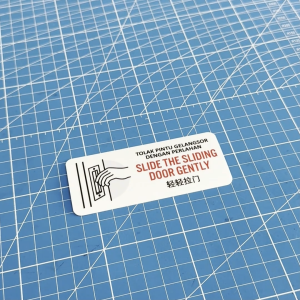 TOLAK PINTU GELANGSOR
DENGAN PERLAHAN
SLIDE THE SLIDING
DOOR GENTLY
轻轻拉门